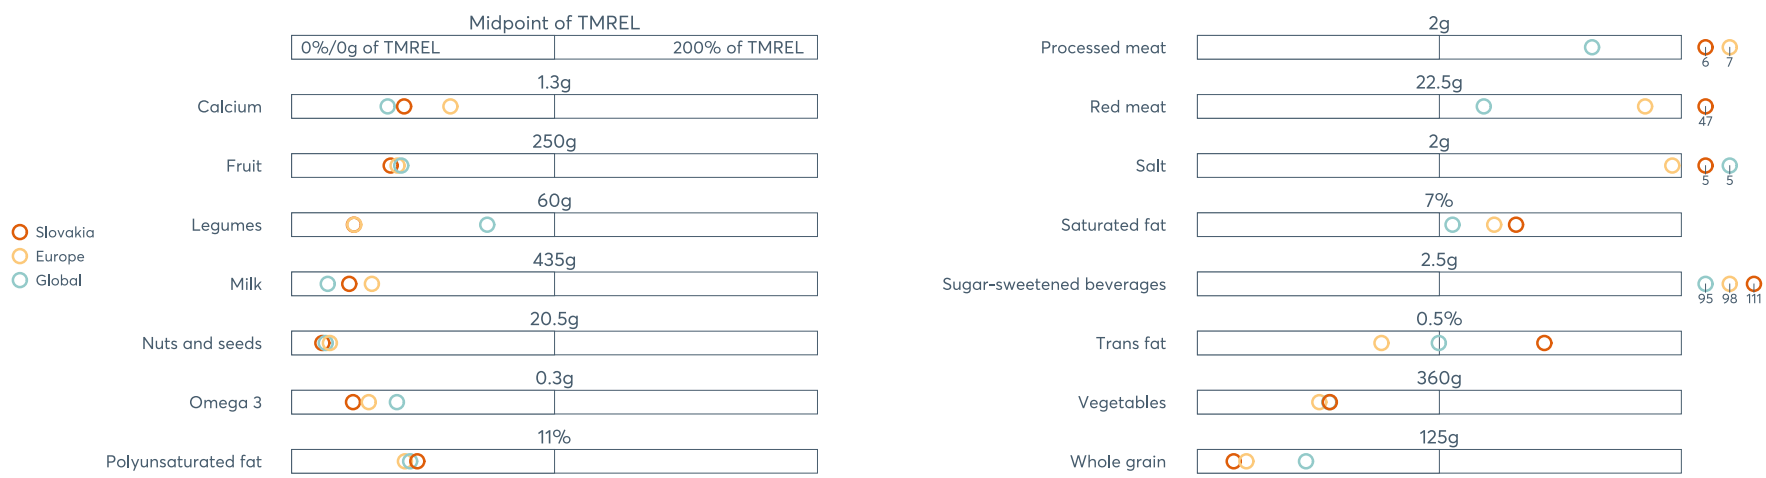 Midpoint of TMREL
0%/0g of TMREL
200% of TMREL
1.3g
Calcium
250g
Fruit
60g
Legumes
435g
Milk
20.5g
Nuts and seeds
0.3g
Omega 3
11%
Polyunsaturated fat
Slovakia
Europe
Global
2g
Processed meat
6
7
22.5g
Red meat
47
2g
Salt
5
5
7%
Saturated fat
2.5g
Sugar-sweetened beverages
95
98
111
0.5%
Trans fat
360g
Vegetables
125g
Whole grain